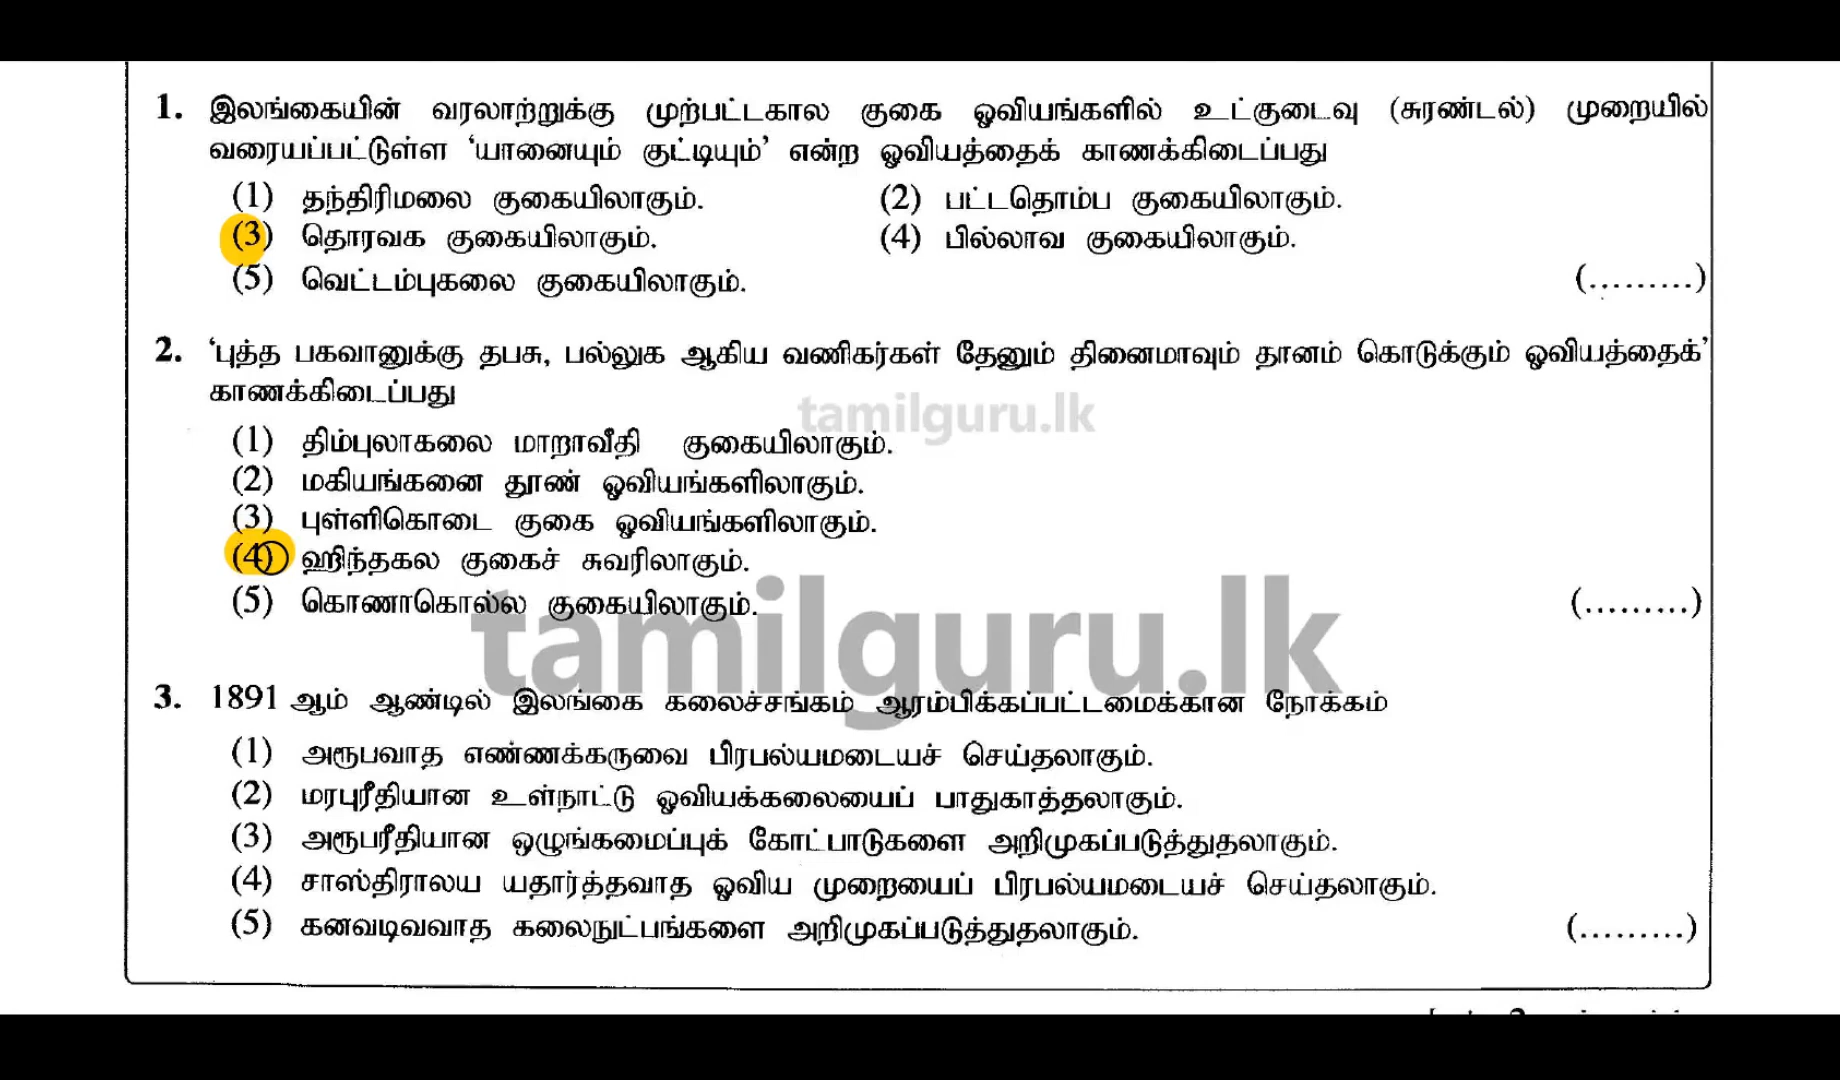 1. இலங்கையின் வரலாற்றுக்கு முற்பட்டகால குகை ஓவியங்களில் உட்குடைவு (சுரண்டல்) முறையில்
வரையப்பட்டுள்ள ‘யானையும் குட்டியும்’ என்ற ஓவியத்தைக் காணக்கிடைப்பது
(1) தந்திரிமலை குகையிலாகும். (2) பட்டதொம்ப குகையிலாகும்.
(3) தொரவக குகையிலாகும். (4) பில்லாவ குகையிலாகும்.
(5) வெட்டம்புகலை குகையிலாகும். (.........)
2. ‘புத்த பகவானுக்கு தபசு, பல்லுக ஆகிய வணிகர்கள் தேனும் தினைமாவும் தானம் கொடுக்கும் ஓவியத்தைக்’
காணக்கிடைப்பது
tamilguru.lk
(1) திம்புலாகலை மாறாவீதி குகையிலாகும்.
(2) மகியங்கனை தூண் ஓவியங்களிலாகும்.
(3) புள்ளிகொடை குகை ஓவியங்களிலாகும்.
(4) ஹிந்தகல குகைச் சுவரிலாகும்.
(5) கொணாகொல்ல குகையிலாகும். (.........)
tamilguru.lk
3. 1891 ஆம் ஆண்டில் இலங்கை கலைச்சங்கம் ஆரம்பிக்கப்பட்டமைக்கான நோக்கம்
(1) அரூபவாத எண்ணக்கருவை பிரபல்யமடையச் செய்தலாகும்.
(2) மரபுரீதியான உள்நாட்டு ஓவியக்கலையைப் பாதுகாத்தலாகும்.
(3) அரூபரீதியான ஒழுங்கமைப்புக் கோட்பாடுகளை அறிமுகப்படுத்துதலாகும்.
(4) சாஸ்திராலய யதார்த்தவாத ஓவிய முறையைப் பிரபல்யமடையச் செய்தலாகும்.
(5) கனவடிவவாத கலைநுட்பங்களை அறிமுகப்படுத்துதலாகும். (.........)